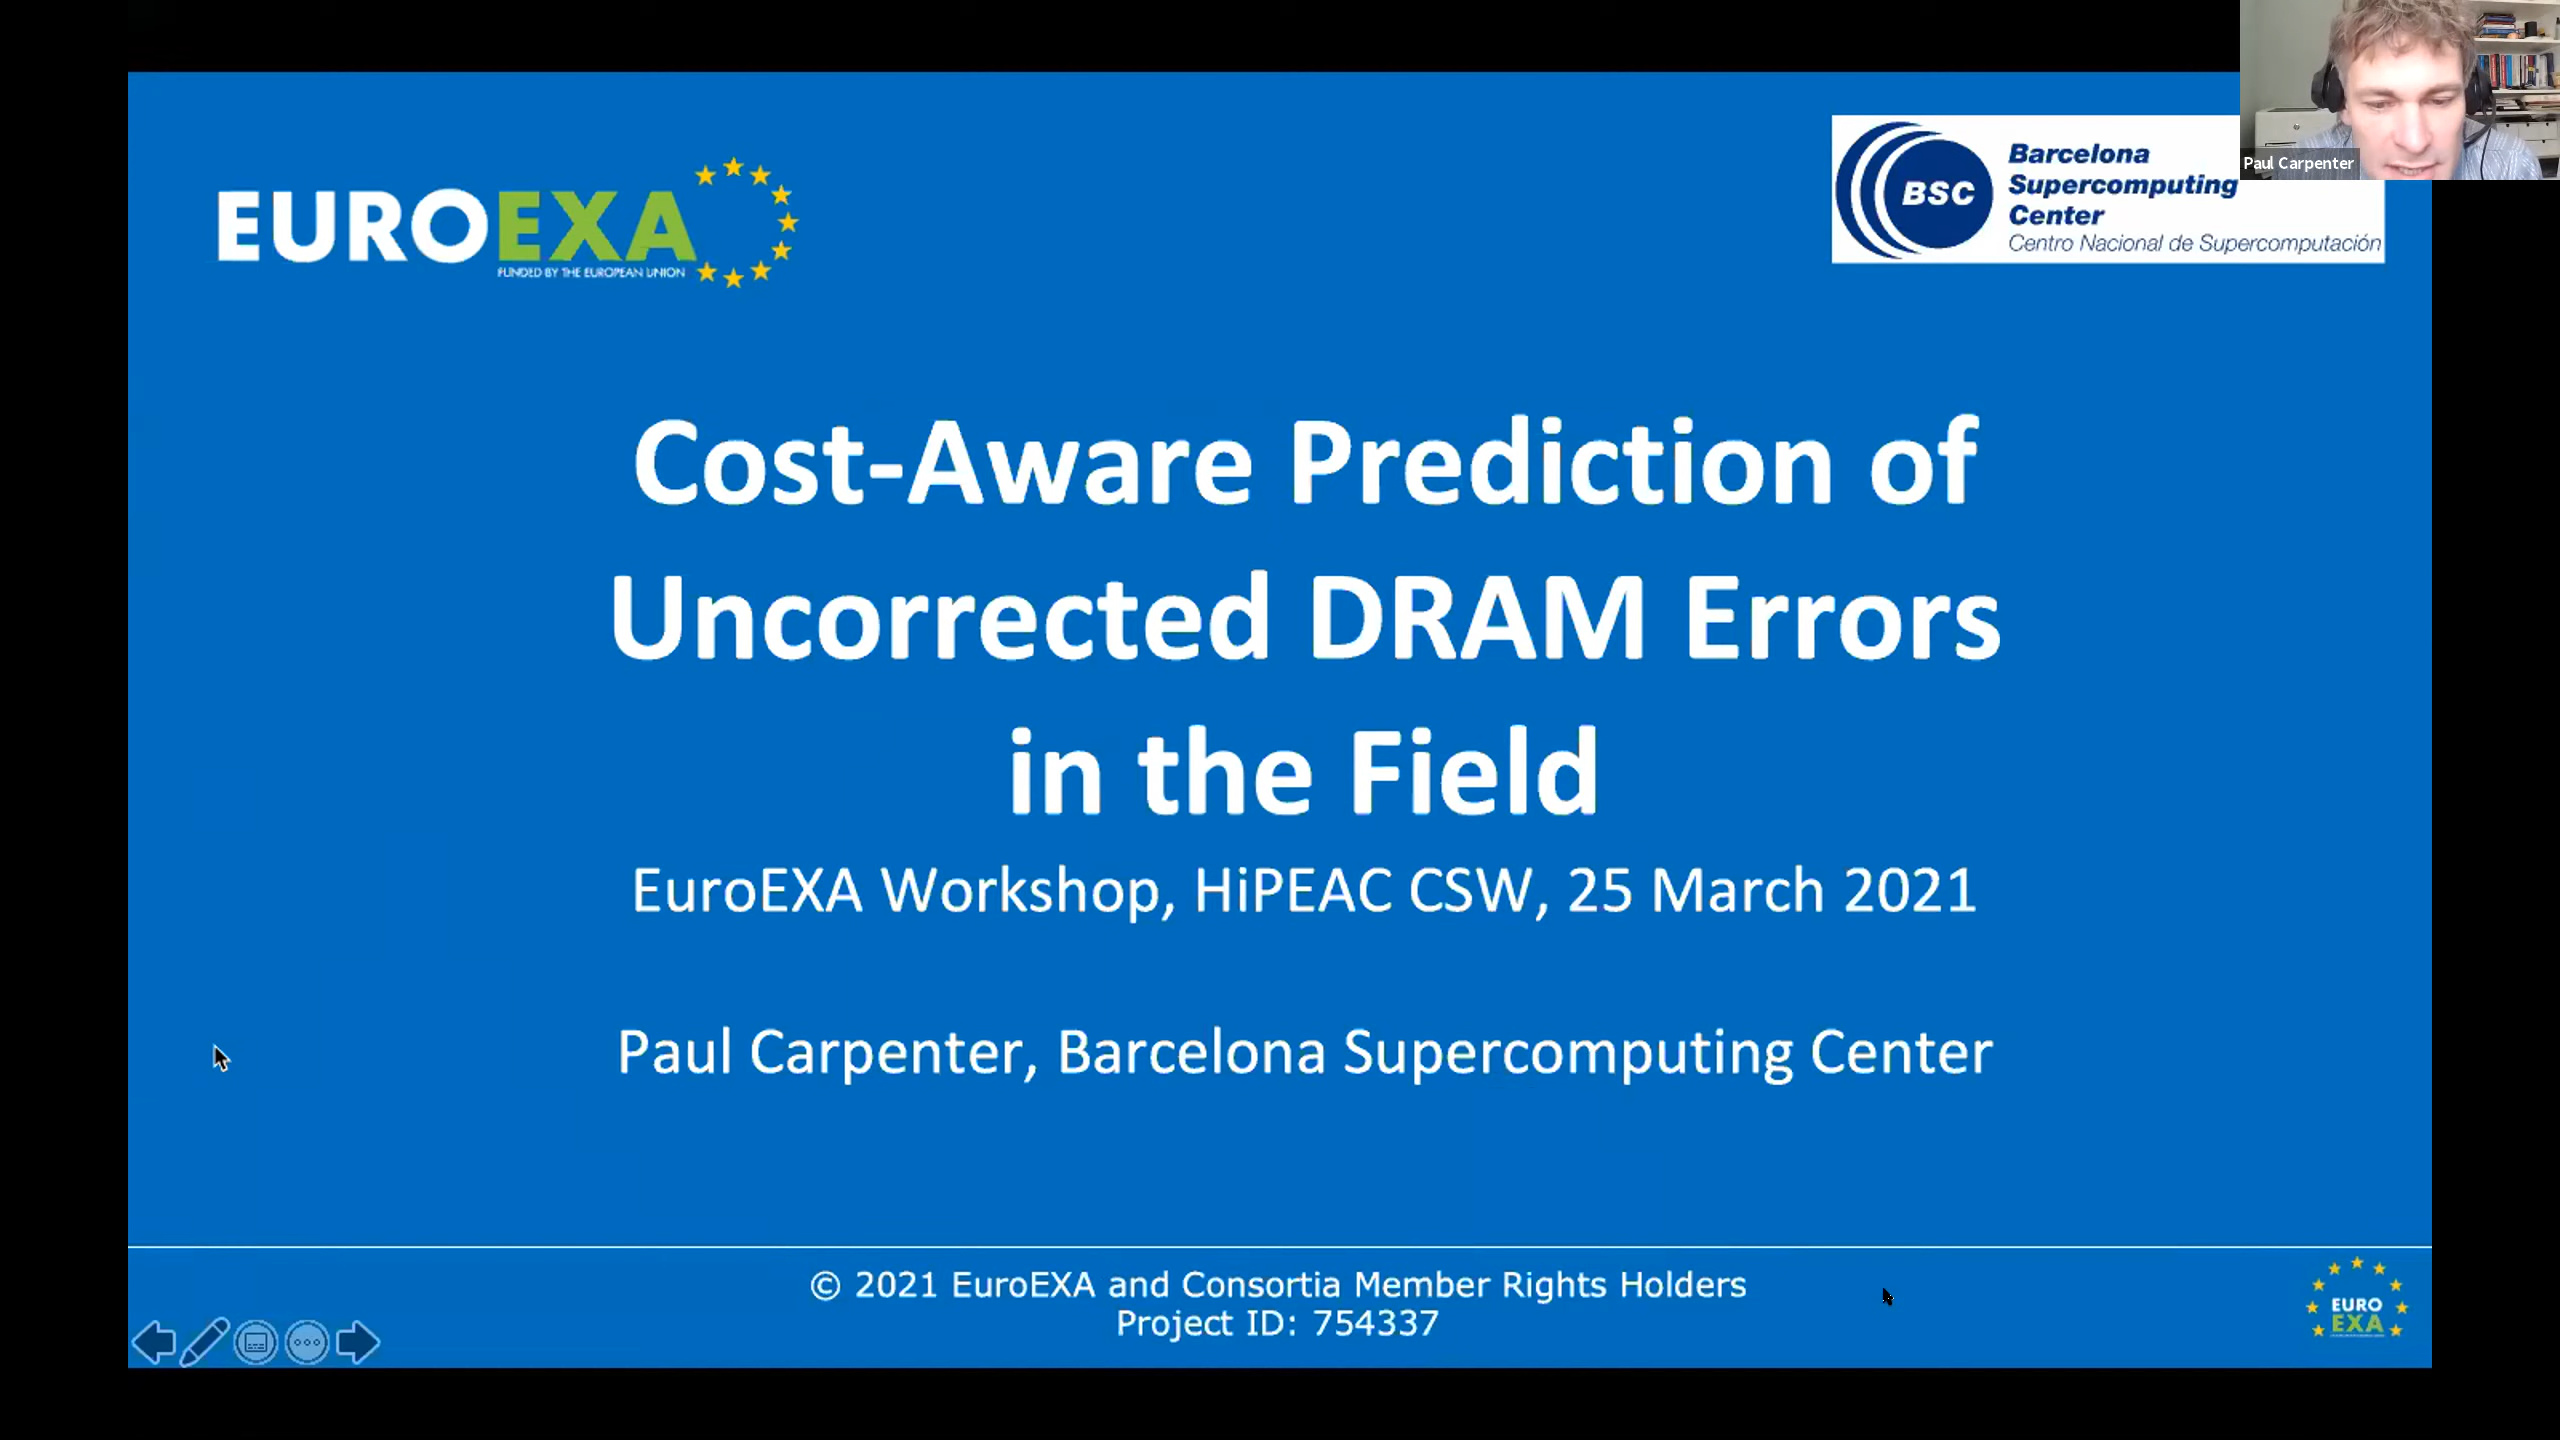 EUROEXA
FUNDED BY THE EUROPEAN UNION
BSC
Barcelona
Supercomputing
Center
Centro Nacional de Supercomputación
Paul Carpenter
Cost-Aware Prediction of
Uncorrected DRAM Errors
in the Field
EuroEXA Workshop, HiPEAC CSW, 25 March 2021
Paul Carpenter, Barcelona Supercomputing Center
© 2021 EuroEXA and Consortia Member Rights Holders
Project ID: 754337
EURO
EXA